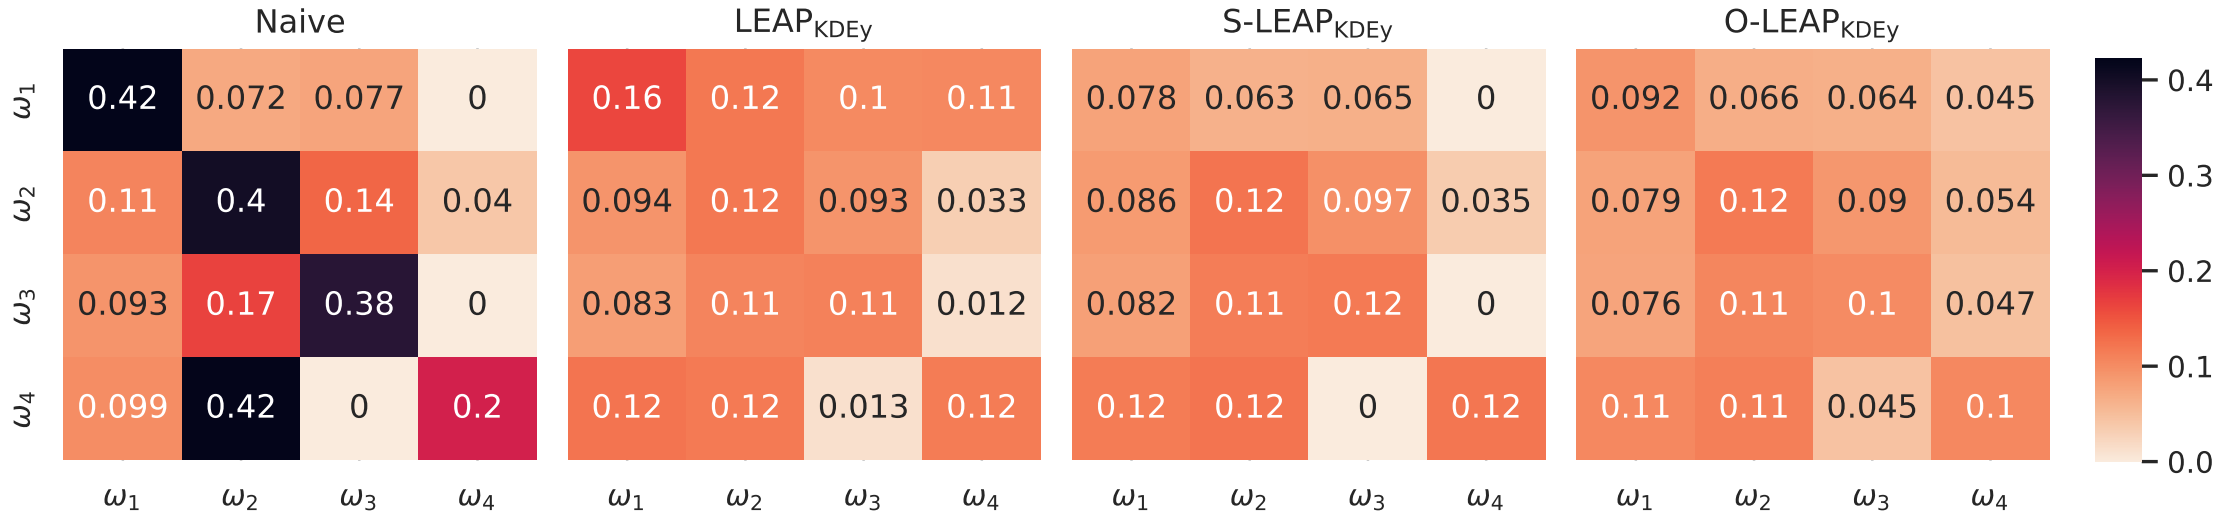 Naive LEAP_KDEy S-LEAP_KDEy O-LEAP_KDEy
ω1 0.42 0.072 0.077 0 0.16 0.12 0.1 0.11 0.078 0.063 0.065 0 0.092 0.066 0.064 0.045 0.4
ω2 0.11 0.4 0.14 0.04 0.094 0.12 0.093 0.033 0.086 0.12 0.097 0.035 0.079 0.12 0.09 0.054 0.3
0.2
ω3 0.093 0.17 0.38 0 0.083 0.11 0.11 0.012 0.082 0.11 0.12 0 0.076 0.11 0.1 0.047
0.1
ω4 0.099 0.42 0 0.2 0.12 0.12 0.013 0.12 0.12 0.12 0 0.12 0.11 0.11 0.045 0.1
0.0
ω1 ω2 ω3 ω4 ω1 ω2 ω3 ω4 ω1 ω2 ω3 ω4 ω1 ω2 ω3 ω4